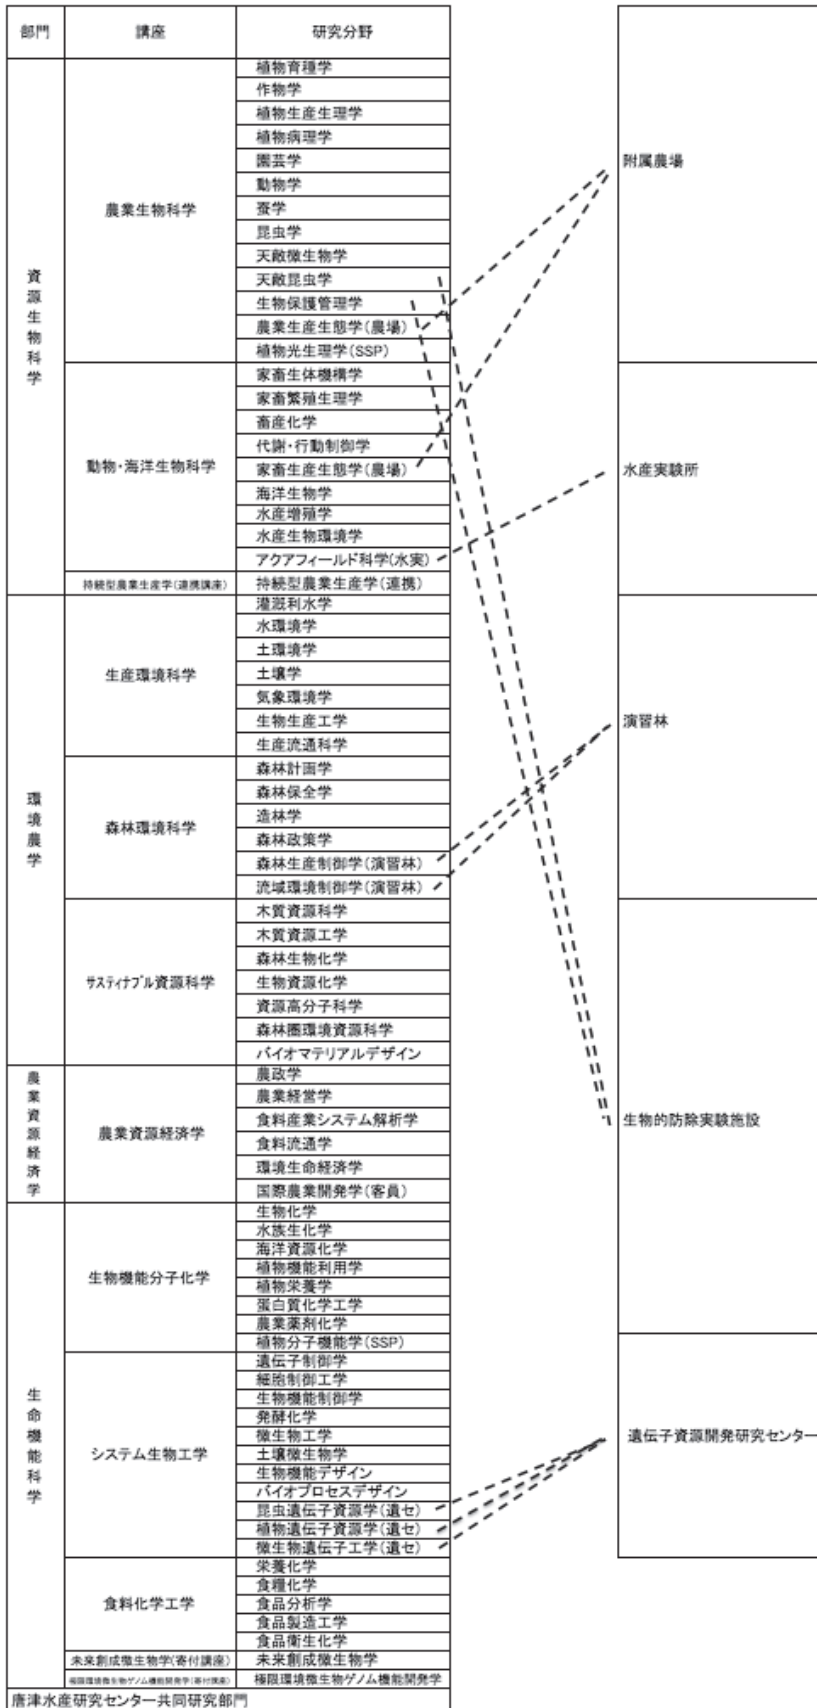 部門 講座 研究分野
資源生物科学
農業生物科学
植物育種学
作物学
植物生産生理学
植物病理学
園芸学
動物学
蚕学
昆虫学
天敵微生物学
天敵昆虫学
生物保護管理学
農業生産生態学(農場)
植物光生理学(SSP)
動物・海洋生物科学
家畜生体機構学
家畜繁殖生理学
畜産化学
代謝・行動制御学
家畜生産生態学(農場)
海洋生物学
水産増殖学
水産生物環境学
アクアフィールド科学(水実)
持続型農業生産学(連携講座)
持続型農業生産学(連携)
環境農学
生産環境科学
灌漑利水学
水環境学
土環境学
土壌学
気象環境学
生物生産工学
生産流通科学
森林環境科学
森林計画学
森林保全学
造林学
森林政策学
森林生産制御学(演習林)
流域環境制御学(演習林)
サスティナブル資源科学
木質資源科学
木質資源工学
森林生物化学
生物資源化学
資源高分子科学
森林圏環境資源科学
バイオマテリアルデザイン
農業資源経済学
農業資源経済学
農政学
農業経営学
食料産業システム解析学
食料流通学
環境生命経済学
国際農業開発学(客員)
生命機能科学
生物機能分子化学
生物化学
水族生化学
海洋資源化学
植物機能利用学
植物栄養学
蛋白質化学工学
農業薬剤化学
植物分子機能学(SSP)
システム生物工学
遺伝子制御学
細胞制御工学
生物機能制御学
発酵化学
微生物工学
土壌微生物学
生物機能デザイン
バイオプロセスデザイン
昆虫遺伝子資源学(遺セ)
植物遺伝子資源学(遺セ)
微生物遺伝子工学(遺セ)
食料化学工学
栄養化学
食糧化学
食品分析学
食品製造工学
食品衛生化学
未来創成微生物学(寄付講座)
未来創成微生物学
極限環境微生物ゲノム機能開発学(寄付講座)
極限環境微生物ゲノム機能開発学
唐津水産研究センター共同研究部門
附属農場
水産実験所
演習林
生物的防除実験施設
遺伝子資源開発研究センター